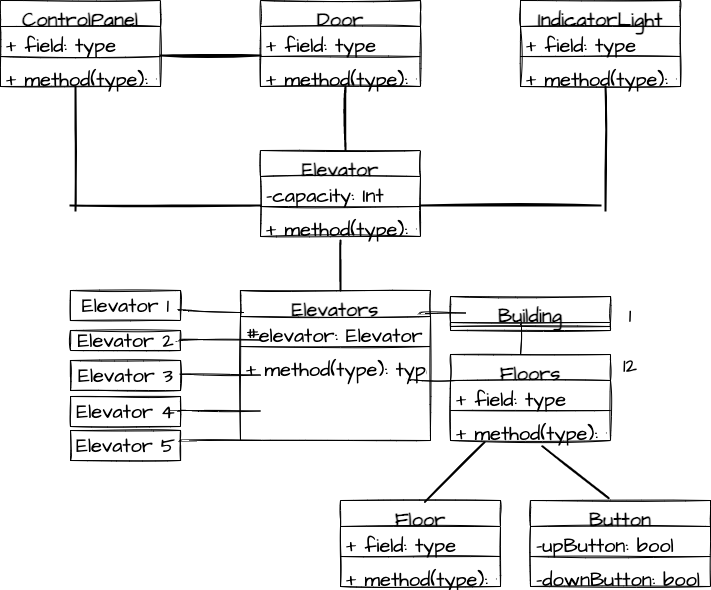 ControlPanel
+ field: type
+ method(type):
Door
+ field: type
+ method(type):
IndicatorLight
+ field: type
+ method(type):
Elevator
-capacity: Int
+ method(type):
Elevator 1
Elevator 2
Elevator 3
Elevator 4
Elevator 5
Elevators
#elevator: Elevator
+ method(type): typ
Building
1
Floors
12
+ field: type
+ method(type):
Floor
+ field: type
+ method(type):
Button
-upButton: bool
-downButton: bool